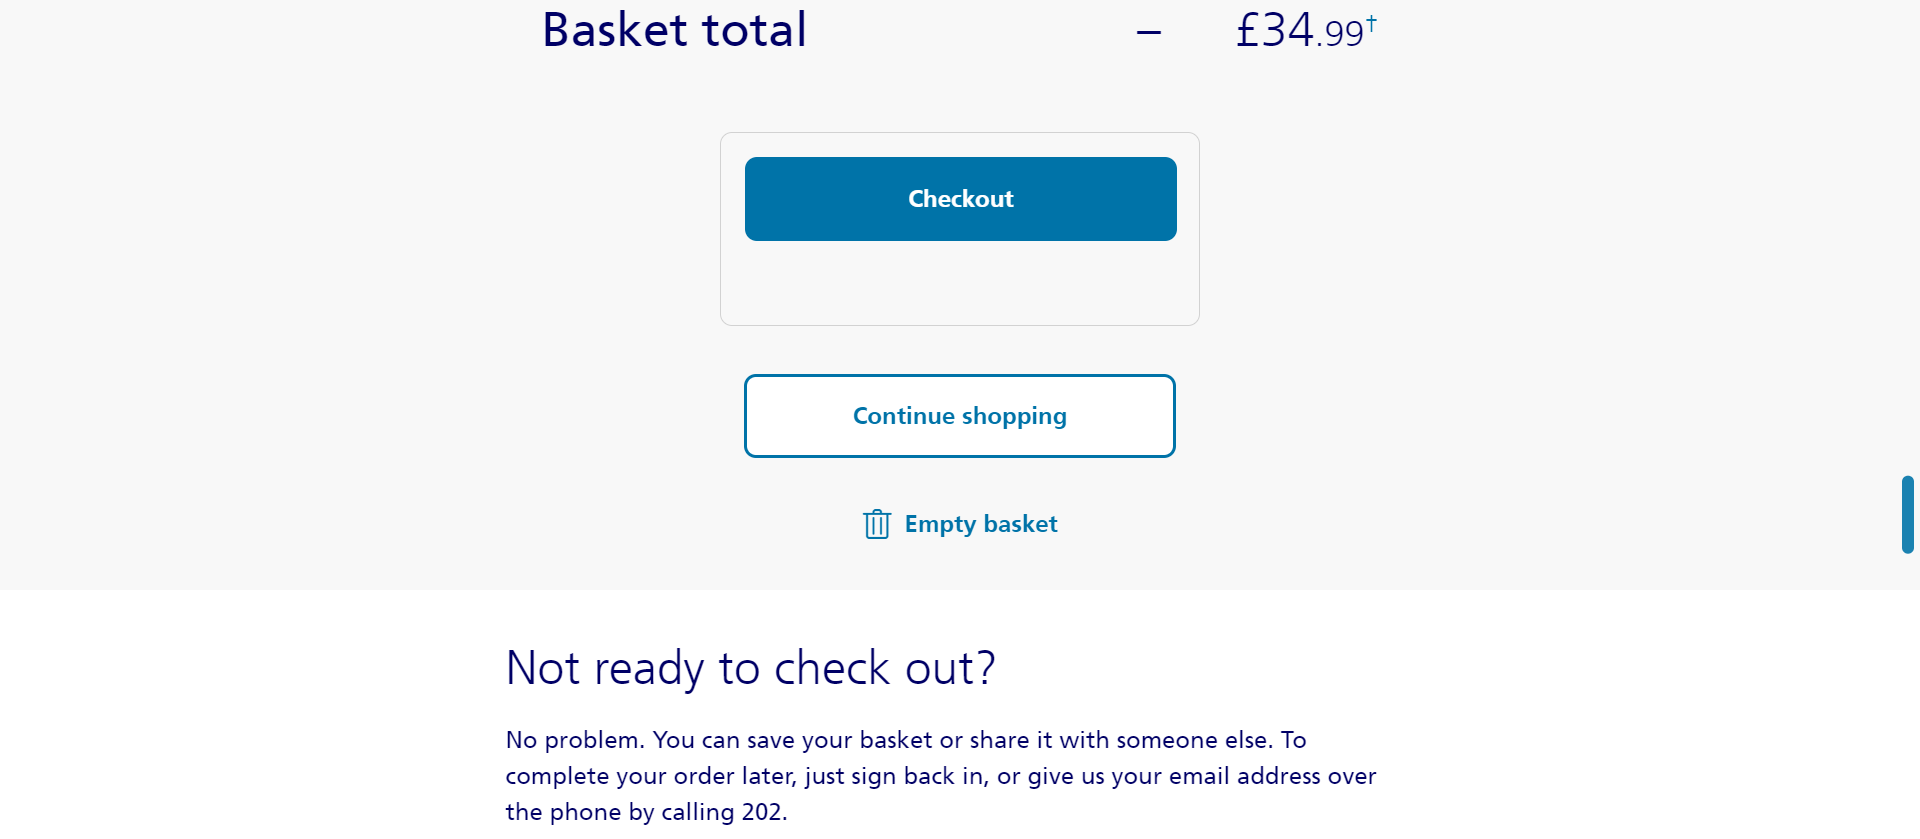 Basket total – £34.99†
Checkout
Continue shopping
Empty basket
Not ready to check out?
No problem. You can save your basket or share it with someone else. To
complete your order later, just sign back in, or give us your email address over
the phone by calling 202.